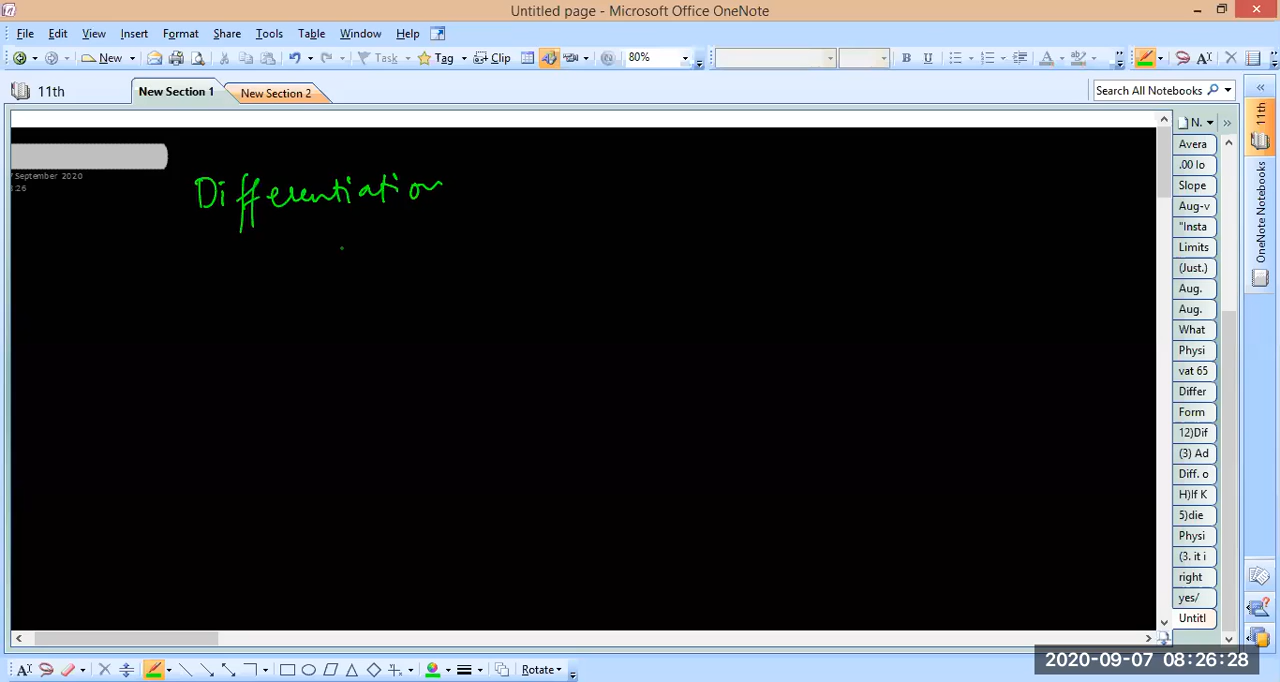 Untitled page - Microsoft Office OneNote
File Edit View Insert Format Share Tools Table Window Help
New Task Tag Clip 80% B U
11th New Section 1 New Section 2 Search All Notebooks
N.
September 2020
:26
Differentiation
Avera
.00 lo
Slope
Aug-v
"Insta
Limits
(Just.)
Aug.
Aug.
What
Physi
vat 65
Differ
Form
12)Dif
(3) Ad
Diff. o
H)If K
5)die
Physi
(3. it i
right
yes/
Untitl
11th
OneNote Notebooks
2020-09-07 08:26:28
Rotate